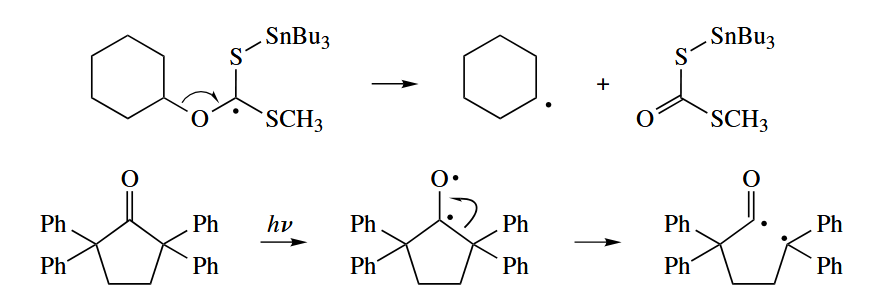 S SnBu3 S SnBu3
O • SCH3 • + O SCH3
O O• O
Ph Ph hν Ph • Ph Ph • • Ph
Ph Ph Ph Ph Ph Ph